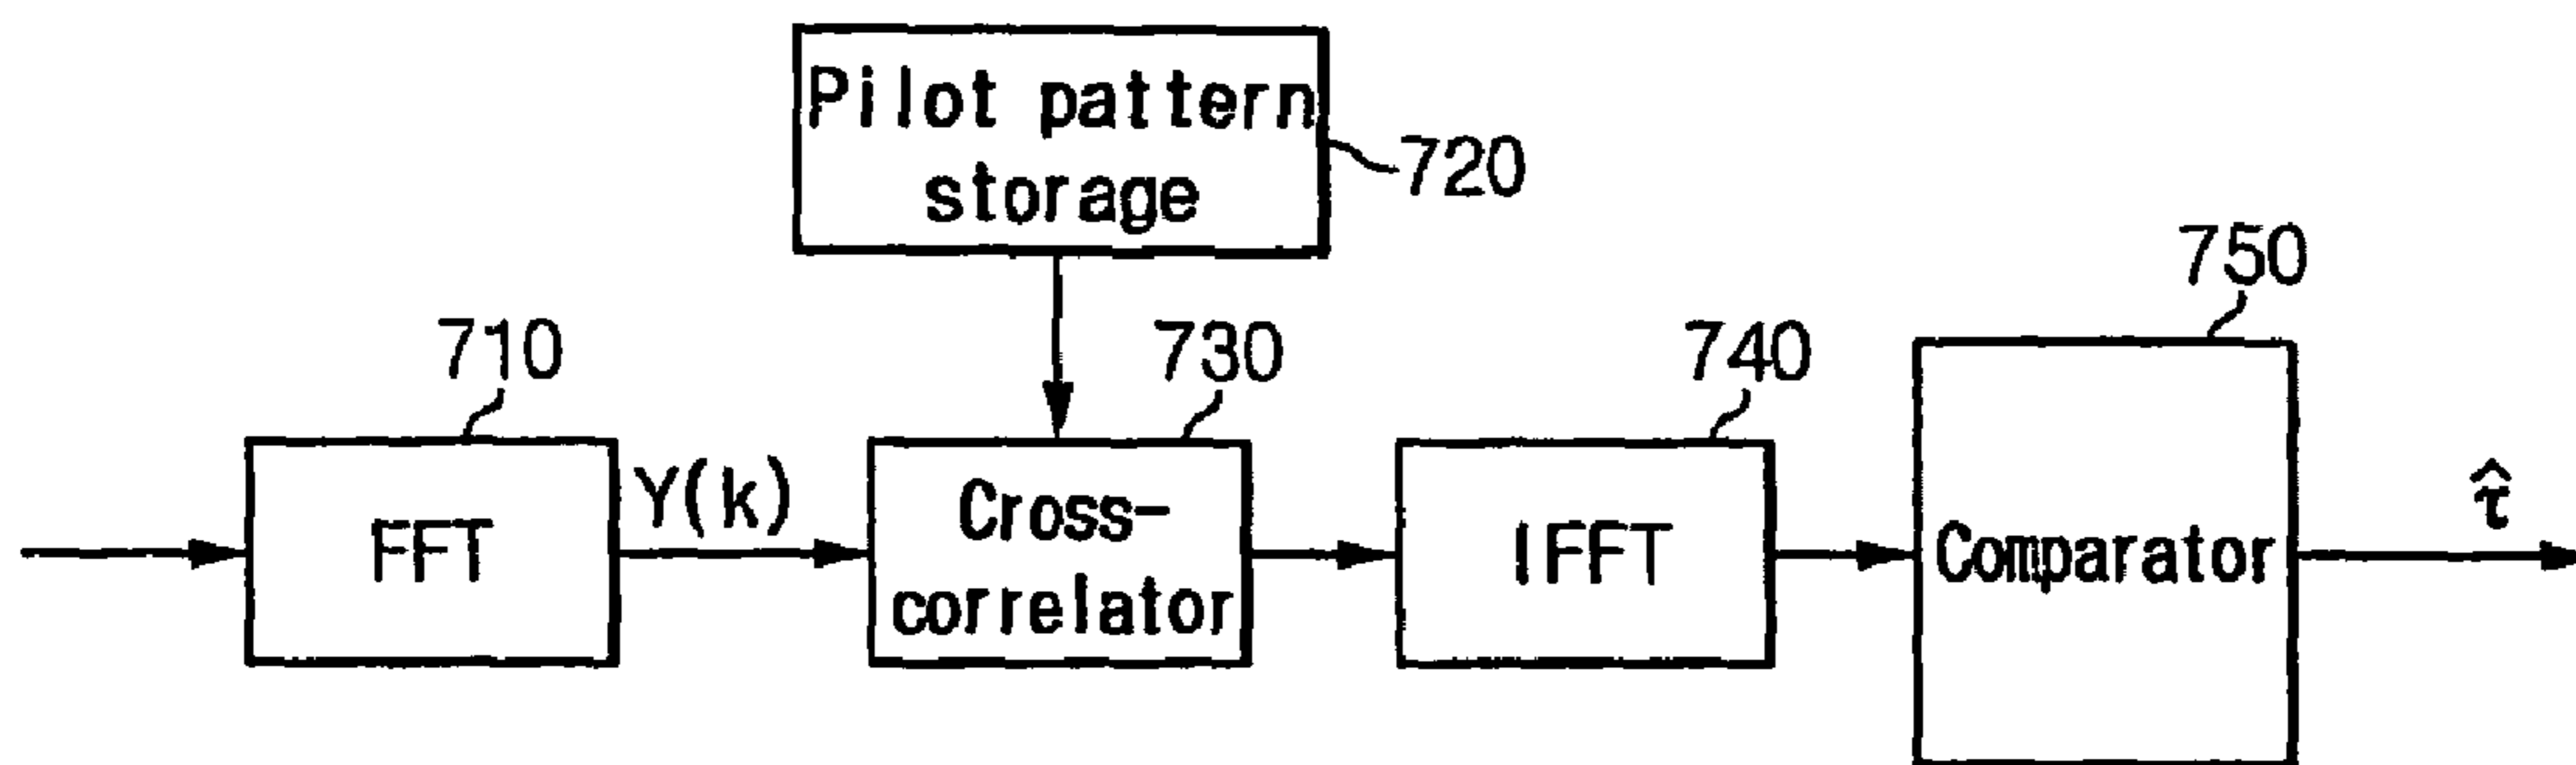 Pilot pattern
storage
720
750
710
730
740
Y(k)
τ̂
FFT
Cross-
correlator
IFFT
Comparator